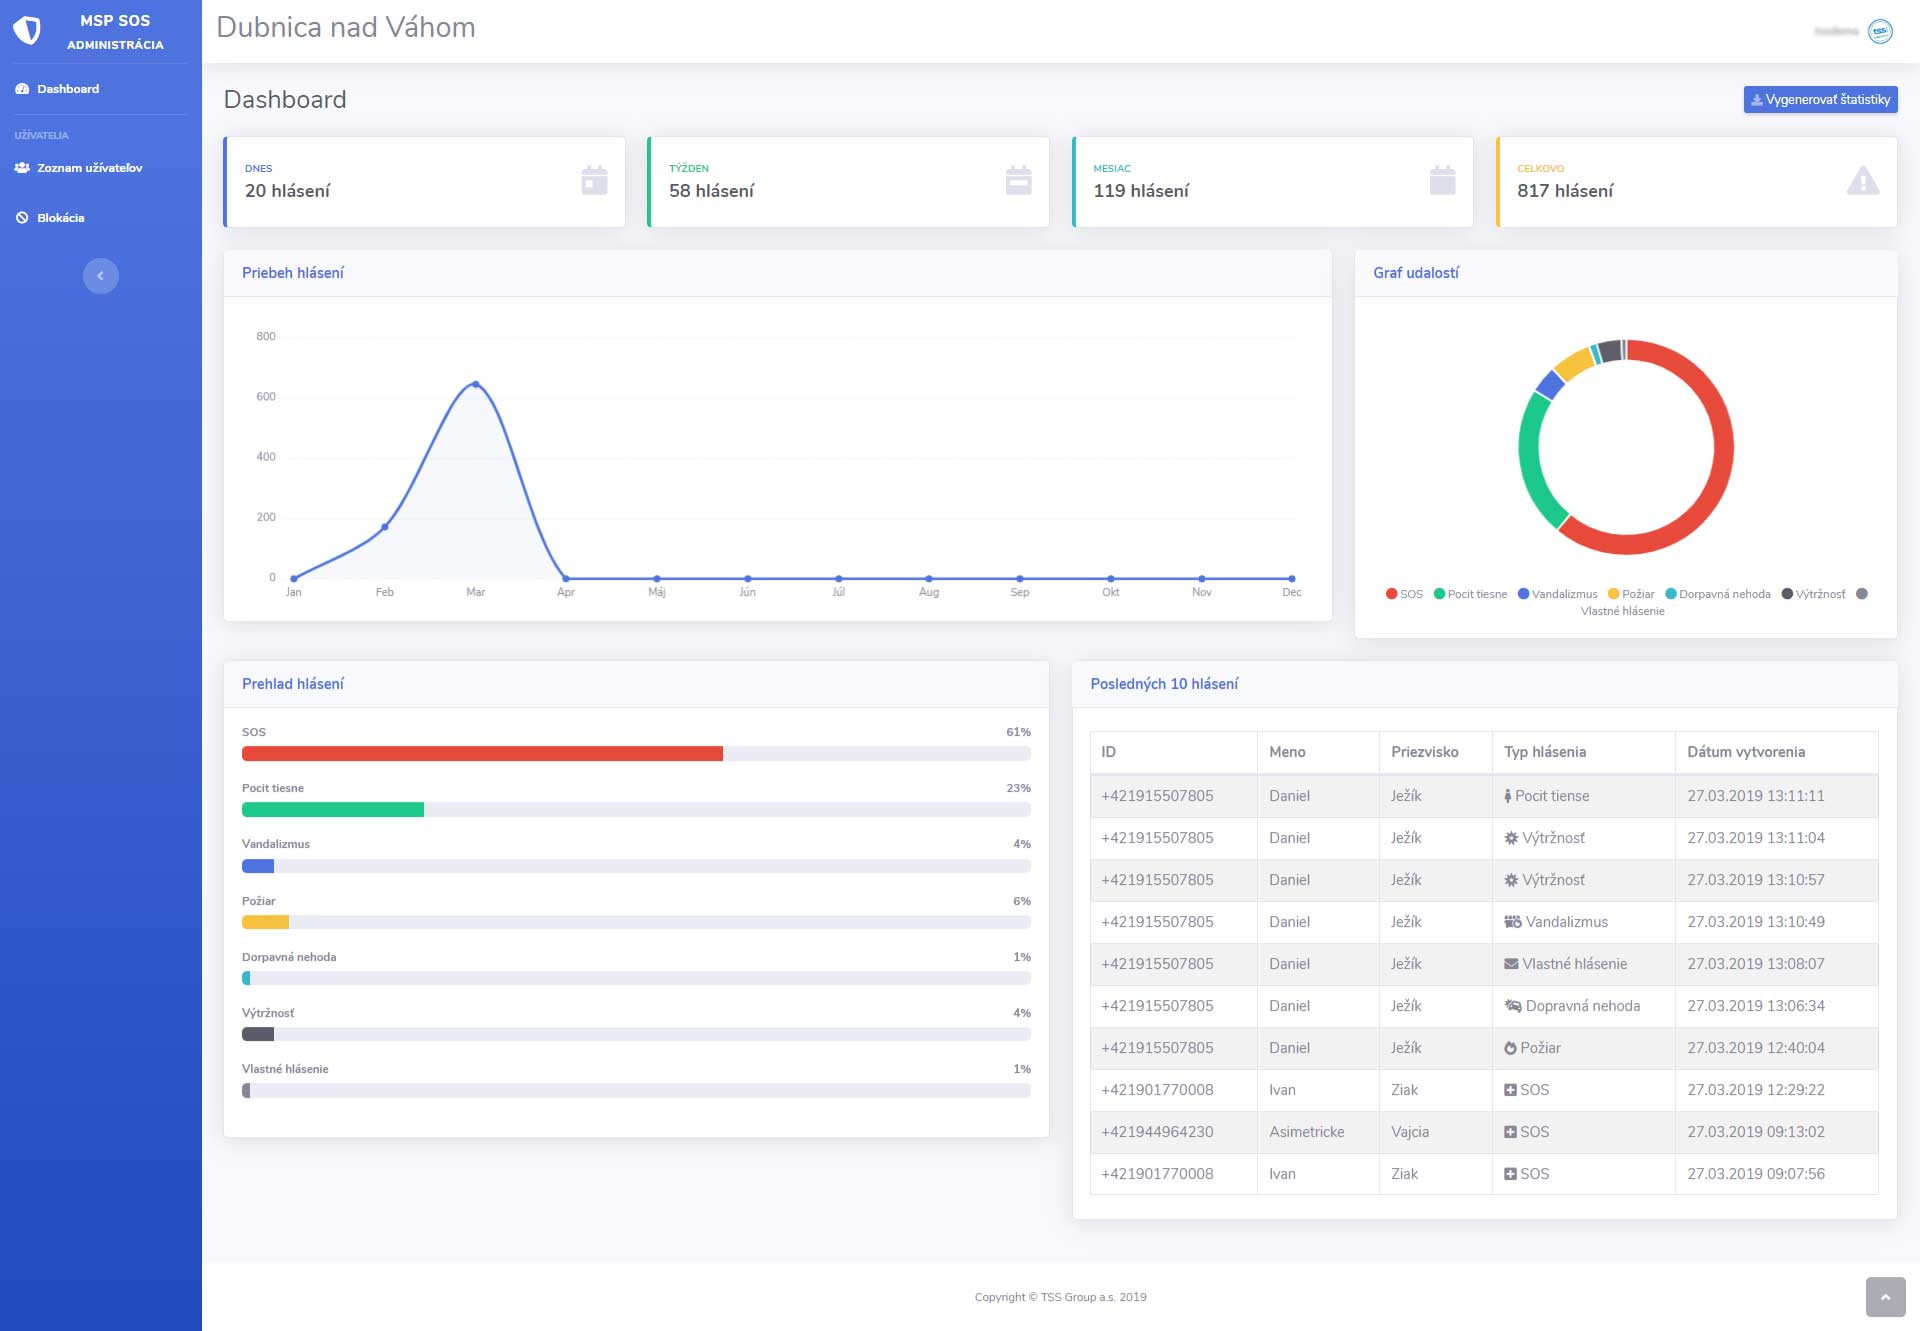 MSP SOS
ADMINISTRÁCIA
Dashboard
UŽÍVATELIA
Zoznam užívateľov
Blokácia
Dubnica nad Váhom
tss
Dashboard
Vygenerovať štatistiky
DNES
20 hlásení
TÝŽDEN
58 hlásení
MESIAC
119 hlásení
CELKOVO
817 hlásení
Priebeh hlásení
800
600
400
200
0
Jan Feb Mar Apr Máj Jún Júl Aug Sep Okt Nov Dec
Graf udalostí
SOS Pocit tiesne Vandalizmus Požiar Dorpavná nehoda Výtržnosť
Vlastné hlásenie
Prehlad hlásení
SOS 61%
Pocit tiesne 23%
Vandalizmus 4%
Požiar 6%
Dorpavná nehoda 1%
Výtržnosť 4%
Vlastné hlásenie 1%
Posledných 10 hlásení
ID Meno Priezvisko Typ hlásenia Dátum vytvorenia
+421915507805 Daniel Ježík Pocit tiense 27.03.2019 13:11:11
+421915507805 Daniel Ježík Výtržnosť 27.03.2019 13:11:04
+421915507805 Daniel Ježík Výtržnosť 27.03.2019 13:10:57
+421915507805 Daniel Ježík Vandalizmus 27.03.2019 13:10:49
+421915507805 Daniel Ježík Vlastné hlásenie 27.03.2019 13:08:07
+421915507805 Daniel Ježík Dopravná nehoda 27.03.2019 13:06:34
+421915507805 Daniel Ježík Požiar 27.03.2019 12:40:04
+421901770008 Ivan Ziak SOS 27.03.2019 12:29:22
+421944964230 Asimetricke Vajcia SOS 27.03.2019 09:13:02
+421901770008 Ivan Ziak SOS 27.03.2019 09:07:56
Copyright © TSS Group a.s. 2019